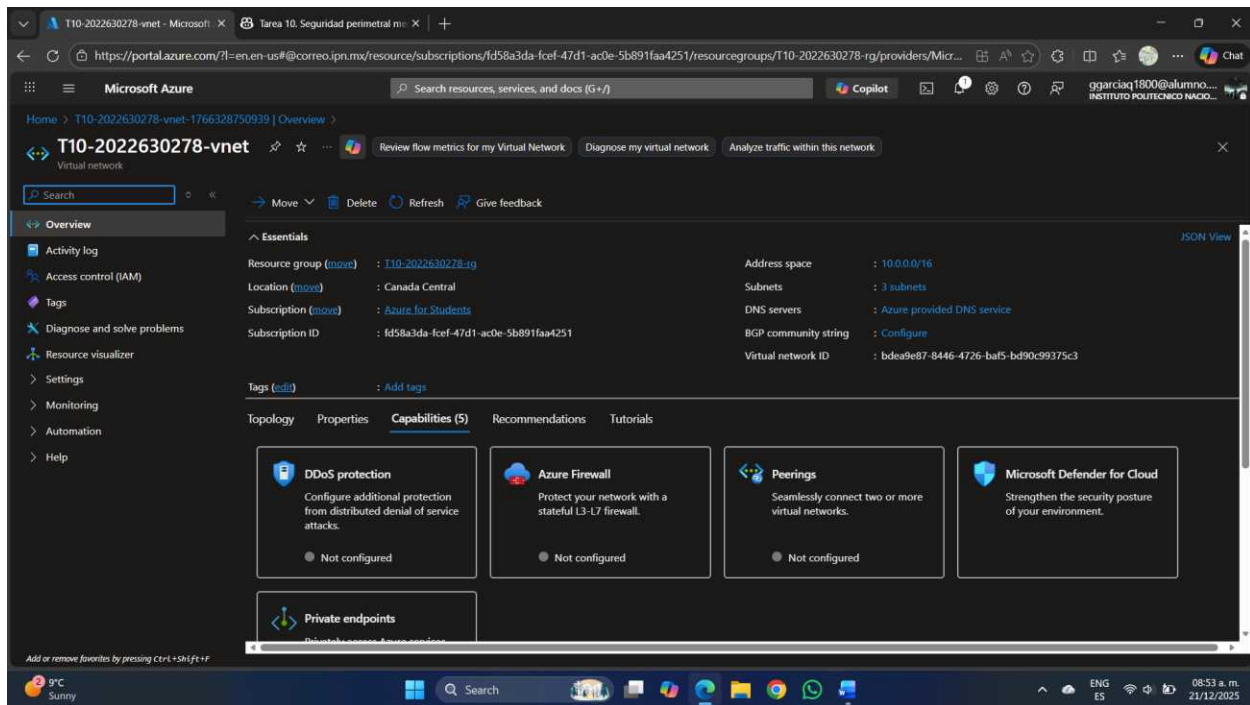 T10-2022630278-vnet - Microsoft
Tarea 10. Seguridad perimetral me
https://portal.azure.com/?l=en.en-us#@correo.ipn.mx/resource/subscriptions/fd58a3da-fcef-47d1-ac0e-5b891faa4251/resourcegroups/T10-2022630278-rg/providers/Micr...
Chat
Microsoft Azure
Search resources, services, and docs (G+/)
Copilot
ggarciaq1800@alumno....
INSTITUTO POLITECNICO NACIO...
Home > T10-2022630278-vnet-1766328750939 | Overview >
T10-2022630278-vnet
Virtual network
Review flow metrics for my Virtual Network
Diagnose my virtual network
Analyze traffic within this network
Search
Overview
Activity log
Access control (IAM)
Tags
Diagnose and solve problems
Resource visualizer
Settings
Monitoring
Automation
Help
Move
Delete
Refresh
Give feedback
Essentials
JSON View
Resource group (move) : T10-2022630278-rg
Location (move) : Canada Central
Subscription (move) : Azure for Students
Subscription ID : fd58a3da-fcef-47d1-ac0e-5b891faa4251
Address space : 10.0.0.0/16
Subnets : 3 subnets
DNS servers : Azure provided DNS service
BGP community string : Configure
Virtual network ID : bdea9e87-8446-4726-baf5-bd90c99375c3
Tags (edit) : Add tags
Topology
Properties
Capabilities (5)
Recommendations
Tutorials
DDoS protection
Configure additional protection
from distributed denial of service
attacks.
Not configured
Azure Firewall
Protect your network with a
stateful L3-L7 firewall.
Not configured
Peerings
Seamlessly connect two or more
virtual networks.
Not configured
Microsoft Defender for Cloud
Strengthen the security posture
of your environment.
Private endpoints
Privately access Azure services
Add or remove favorites by pressing Ctrl+Shift+F
2
9°C
Sunny
Search
ENG
ES
08:53 a. m.
21/12/2025